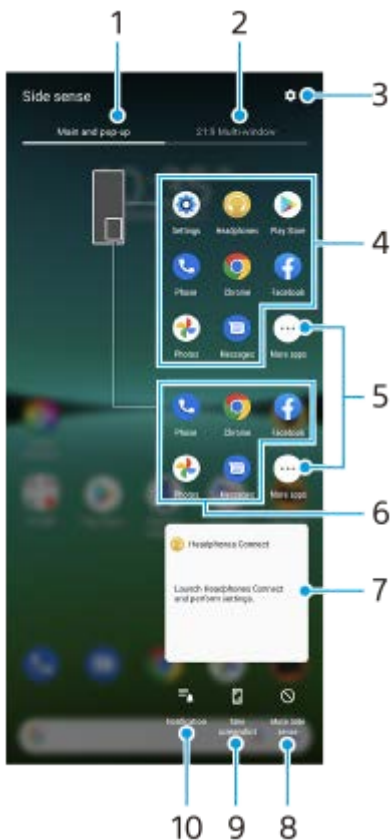 1
2
Side sense
3
Main and pop-up
21:9 Multi-window
4
Settings
Headphones
Play Store
Phone
Chrome
Facebook
Photos
Messages
More apps
5
Phone
Chrome
Facebook
Photos
Messages
More apps
6
Headphones Connect
Launch Headphones Connect
and perform settings.
7
Notification
Take
screenshot
Mute side
sense
10
9
8